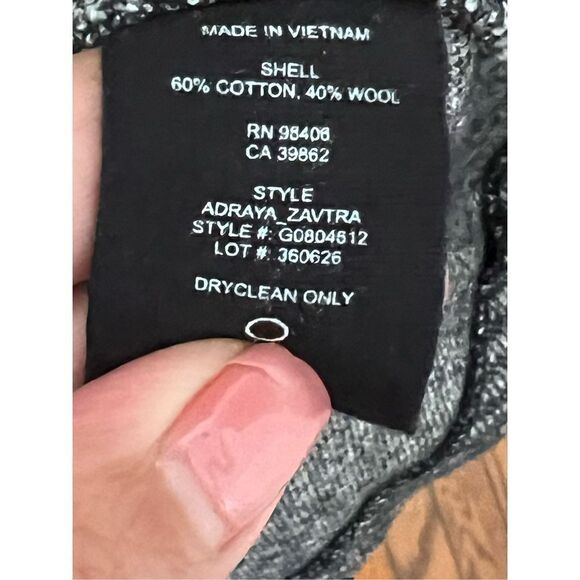 MADE IN VIETNAM
SHELL
60% COTTON, 40% WOOL
RN 98406
CA 39862
STYLE
ADRAYA_ZAVTRA
STYLE #: G0804512
LOT #: 360626
DRYCLEAN ONLY